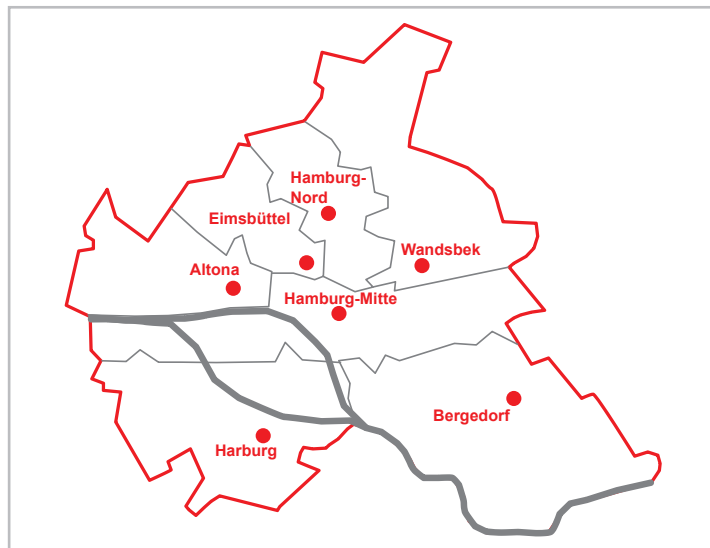 Hamburg-
Nord
Eimsbüttel
Wandsbek
Altona
Hamburg-Mitte
Bergedorf
Harburg